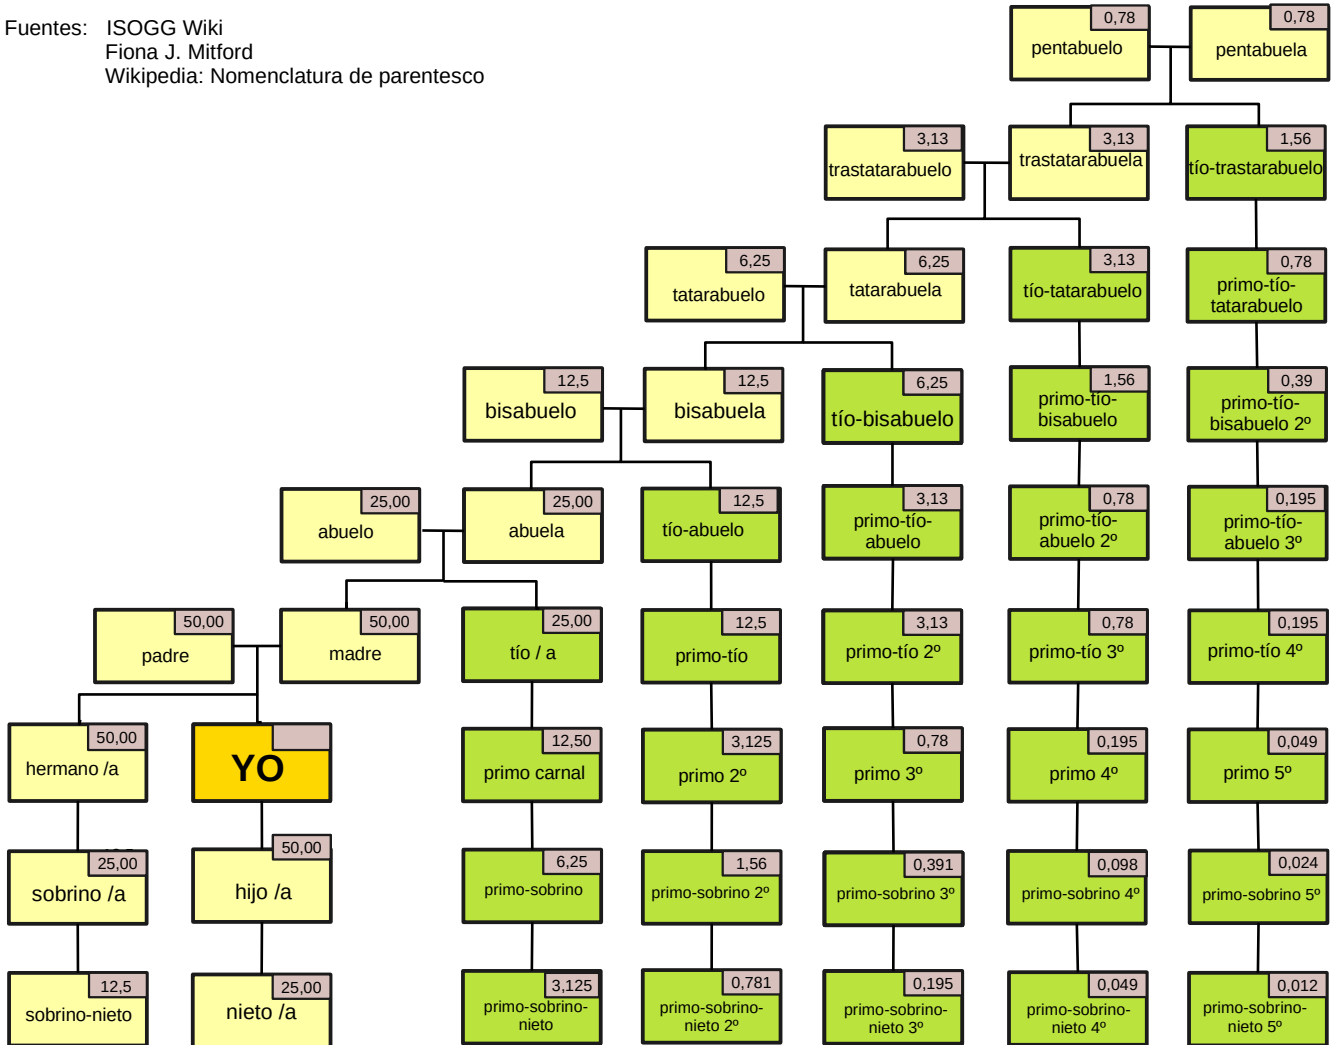 Fuentes: ISOGG Wiki
Fiona J. Mitford
Wikipedia: Nomenclatura de parentesco
0,78
pentabuelo
0,78
pentabuela
3,13
trastatarabuelo
3,13
trastatarabuela
1,56
tío-trastarabuelo
6,25
tatarabuelo
6,25
tatarabuela
3,13
tío-tatarabuelo
0,78
primo-tío-
tatarabuelo
12,5
bisabuelo
12,5
bisabuela
6,25
tío-bisabuelo
1,56
primo-tío-
bisabuelo
0,39
primo-tío-
bisabuelo 2º
25,00
abuelo
25,00
abuela
12,5
tío-abuelo
3,13
primo-tío-
abuelo
0,78
primo-tío-
abuelo 2º
0,195
primo-tío-
abuelo 3º
50,00
padre
50,00
madre
25,00
tío / a
12,5
primo-tío
3,13
primo-tío 2º
0,78
primo-tío 3º
0,195
primo-tío 4º
50,00
hermano /a
YO
12,50
primo carnal
3,125
primo 2º
0,78
primo 3º
0,195
primo 4º
0,049
primo 5º
25,00
sobrino /a
50,00
hijo /a
6,25
primo-sobrino
1,56
primo-sobrino 2º
0,391
primo-sobrino 3º
0,098
primo-sobrino 4º
0,024
primo-sobrino 5º
12,5
sobrino-nieto
25,00
nieto /a
3,125
primo-sobrino-
nieto
0,781
primo-sobrino-
nieto 2º
0,195
primo-sobrino-
nieto 3º
0,049
primo-sobrino-
nieto 4º
0,012
primo-sobrino-
nieto 5º